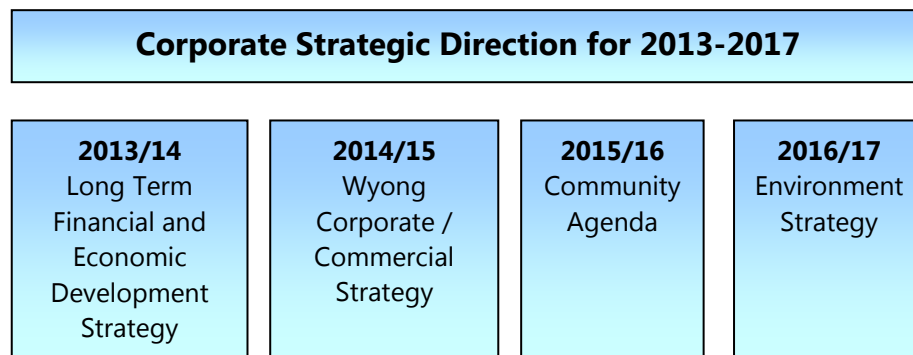 Corporate Strategic Direction for 2013-2017
2013/14
Long Term
Financial and
Economic
Development
Strategy
2014/15
Wyong
Corporate /
Commercial
Strategy
2015/16
Community
Agenda
2016/17
Environment
Strategy